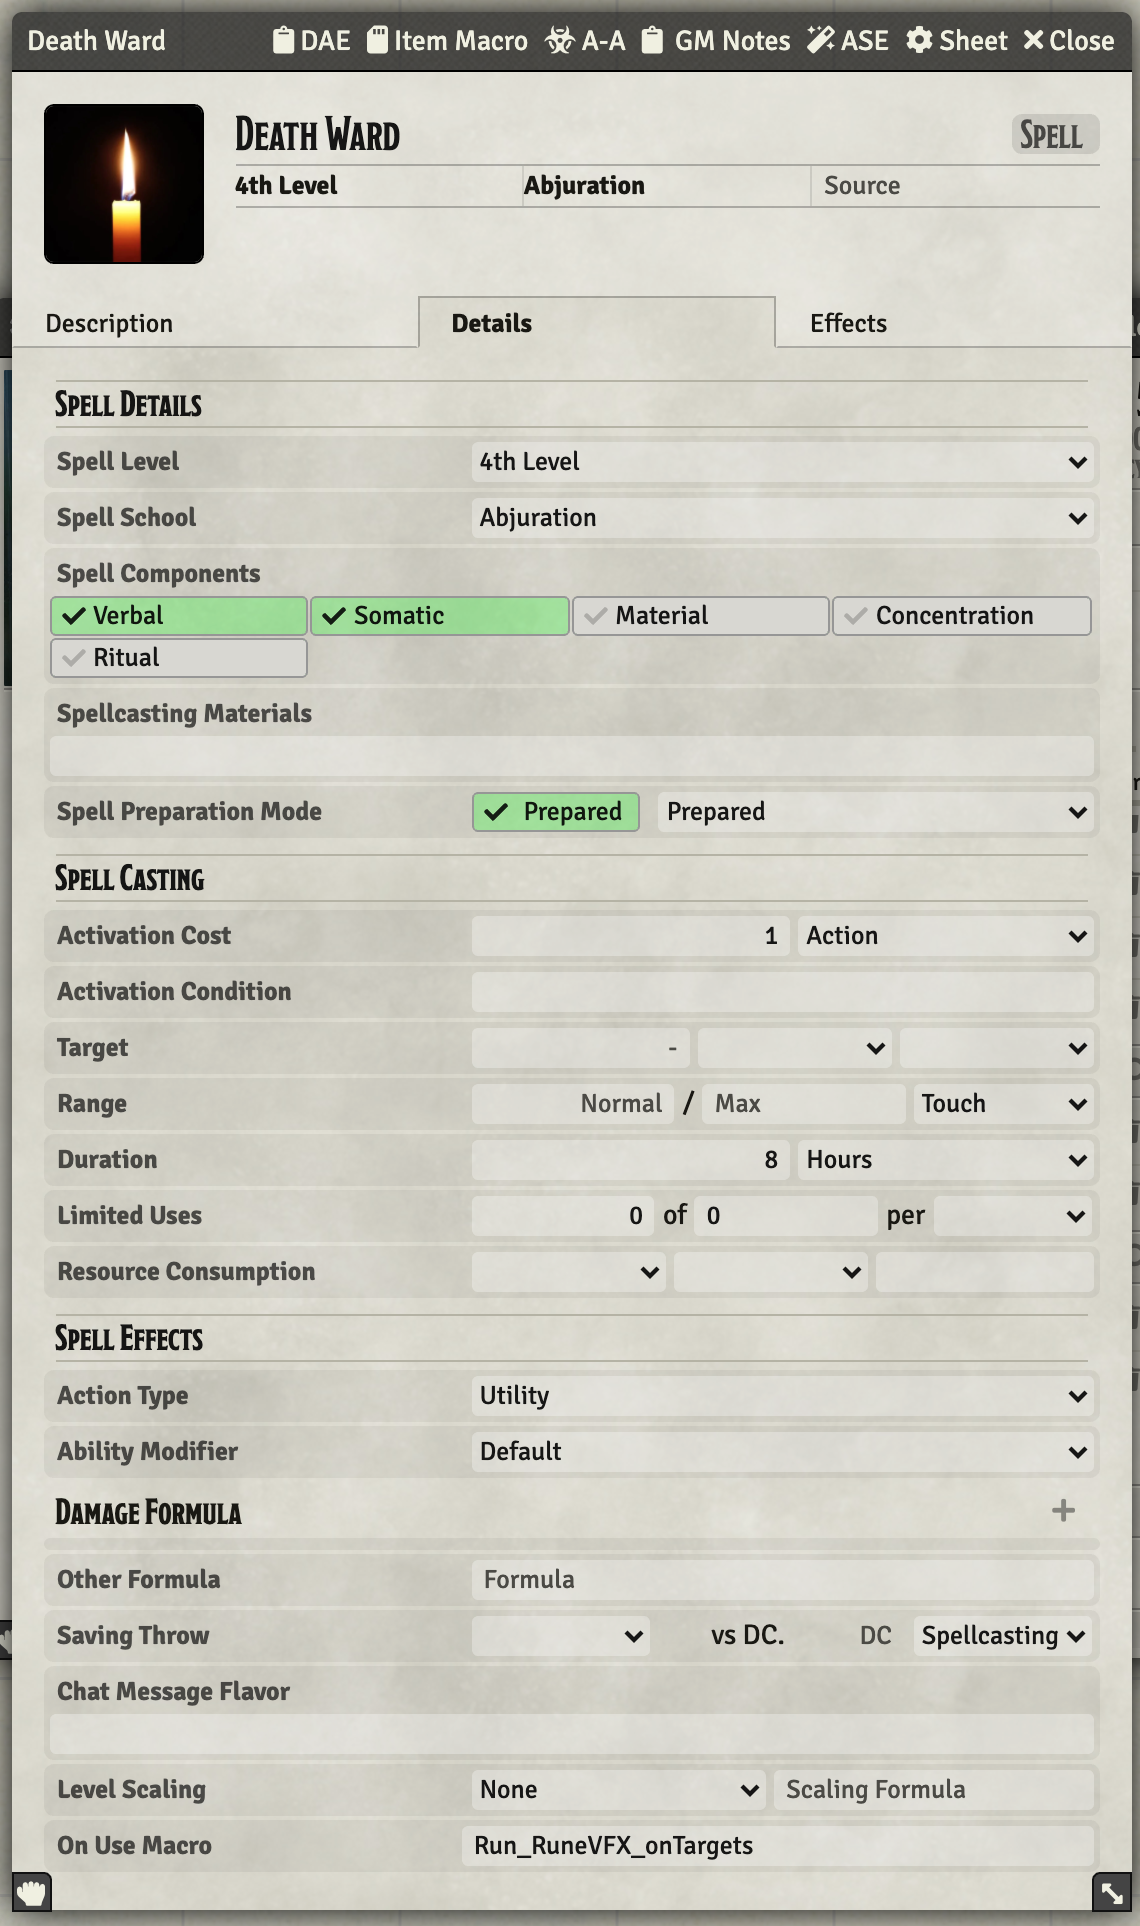 Death Ward DAE Item Macro A-A GM Notes ASE Sheet Close
Death Ward Spell
4th Level Abjuration Source
Description Details Effects
Spell Details
Spell Level 4th Level
Spell School Abjuration
Spell Components
Verbal Somatic Material Concentration
Ritual
Spellcasting Materials
Spell Preparation Mode Prepared Prepared
Spell Casting
Activation Cost 1 Action
Activation Condition
Target -
Range Normal / Max Touch
Duration 8 Hours
Limited Uses 0 of 0 per
Resource Consumption
Spell Effects
Action Type Utility
Ability Modifier Default
Damage Formula
Other Formula Formula
Saving Throw vs DC. DC Spellcasting
Chat Message Flavor
Level Scaling None Scaling Formula
On Use Macro Run_RuneVFX_onTargets